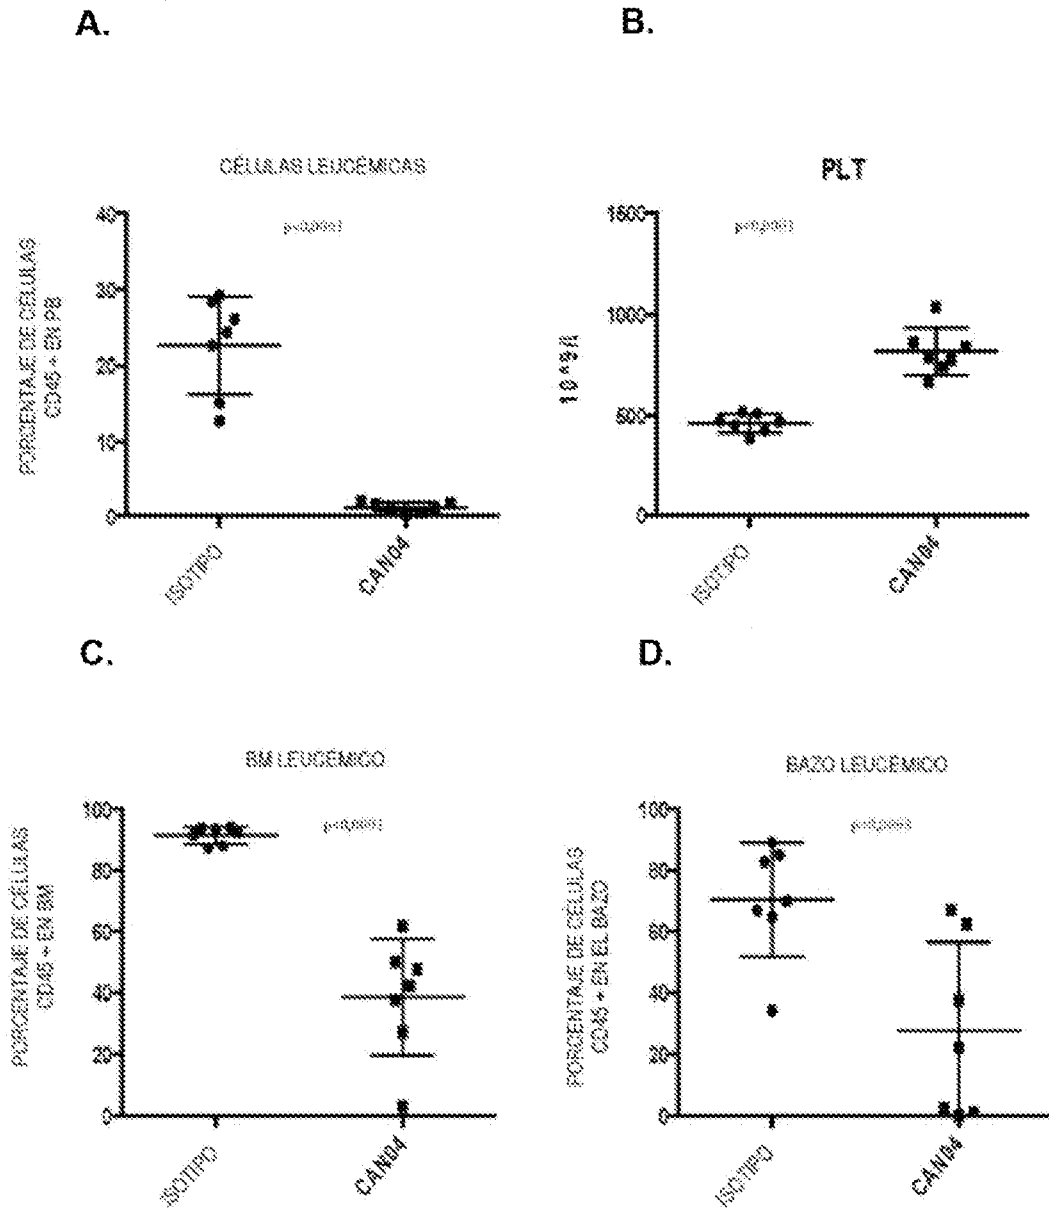 A.
CÉLULAS LEUCÉMICAS
PORCENTAJE DE CÉLULAS
CD45 + EN PB
40
30
20
10
0
ISOTIPO
CAN04
B.
PLT
10^9/l
1500
1000
500
0
ISOTIPO
CAN04
C.
BM LEUCÉMICO
PORCENTAJE DE CÉLULAS
CD45 + EN BM
100
80
60
40
20
0
ISOTIPO
CAN04
D.
BAZO LEUCÉMICO
PORCENTAJE DE CÉLULAS
CD45 + EN EL BAZO
100
80
60
40
20
0
ISOTIPO
CAN04